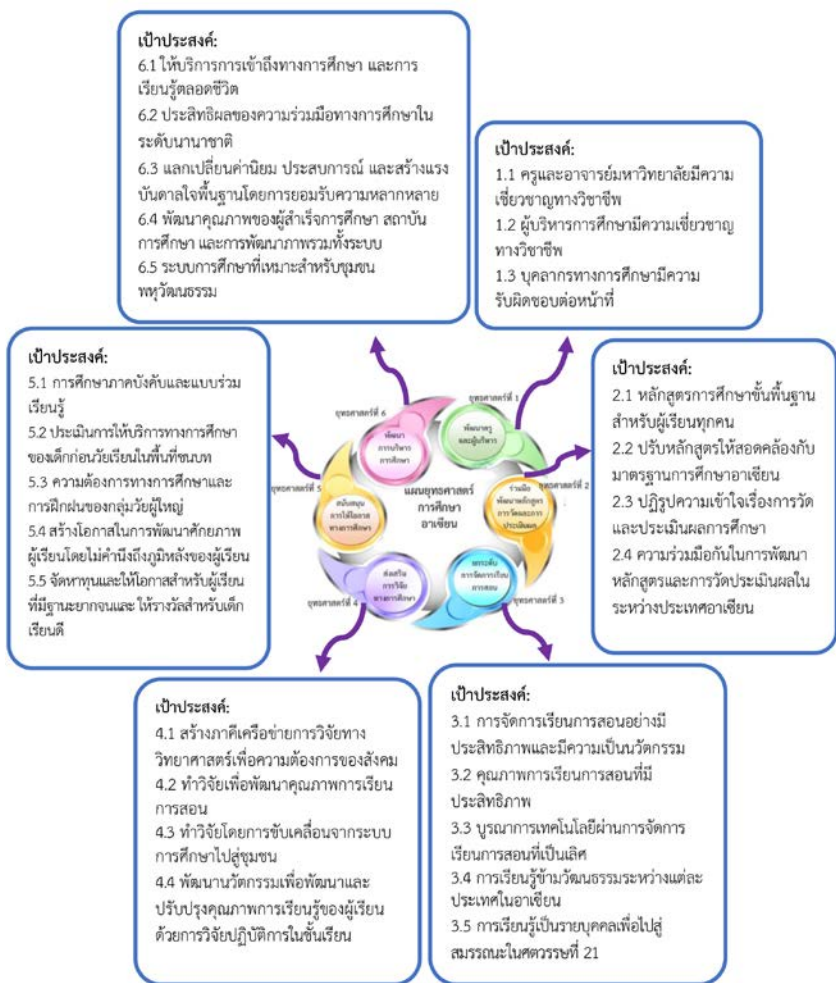 เป้าประสงค์:
6.1 ให้บริการการเข้าถึงทางการศึกษา และการ
เรียนรู้ตลอดชีวิต
6.2 ประสิทธิผลของความร่วมมือทางการศึกษาใน
ระดับนานาชาติ
6.3 แลกเปลี่ยนค่านิยม ประสบการณ์ และสร้างแรง
บันดาลใจพื้นฐานโดยการยอมรับความหลากหลาย
6.4 พัฒนาคุณภาพของผู้สำเร็จการศึกษา สถาบัน
การศึกษา และการพัฒนาภาพรวมทั้งระบบ
6.5 ระบบการศึกษาที่เหมาะสำหรับชุมชน
พหุวัฒนธรรม
เป้าประสงค์:
1.1 ครูและอาจารย์มหาวิทยาลัยมีความ
เชี่ยวชาญทางวิชาชีพ
1.2 ผู้บริหารการศึกษามีความเชี่ยวชาญ
ทางวิชาชีพ
1.3 บุคลากรทางการศึกษามีความ
รับผิดชอบต่อหน้าที่
เป้าประสงค์:
5.1 การศึกษาภาคบังคับและแบบร่วม
เรียนรู้
5.2 ประเมินการให้บริการทางการศึกษา
ของเด็กก่อนวัยเรียนในพื้นที่ชนบท
5.3 ความต้องการทางการศึกษาและ
การฝึกฝนของกลุ่มวัยผู้ใหญ่
5.4 สร้างโอกาสในการพัฒนาศักยภาพ
ผู้เรียนโดยไม่คำนึงถึงภูมิหลังของผู้เรียน
5.5 จัดหาทุนและให้โอกาสสำหรับผู้เรียน
ที่มีฐานะยากจนและ ให้รางวัลสำหรับเด็ก
เรียนดี
ยุทธศาสตร์ที่ 6
พัฒนา
การบริหาร
การศึกษา
ยุทธศาสตร์ที่ 1
พัฒนาครู
และผู้บริหาร
ยุทธศาสตร์ที่ 5
สนับสนุน
การให้โอกาส
ทางการศึกษา
แผนยุทธศาสตร์
การศึกษา
อาเซียน
ยุทธศาสตร์ที่ 2
ร่วมมือ
พัฒนาหลักสูตร
การวัดและการ
ประเมินผล
ยุทธศาสตร์ที่ 4
ส่งเสริม
การวิจัย
ทางการศึกษา
ยกระดับ
การจัดการเรียน
การสอน
ยุทธศาสตร์ที่ 3
เป้าประสงค์:
2.1 หลักสูตรการศึกษาขั้นพื้นฐาน
สำหรับผู้เรียนทุกคน
2.2 ปรับหลักสูตรให้สอดคล้องกับ
มาตรฐานการศึกษาอาเซียน
2.3 ปฏิรูปความเข้าใจเรื่องการวัด
และประเมินผลการศึกษา
2.4 ความร่วมมือกันในการพัฒนา
หลักสูตรและการวัดประเมินผลใน
ระหว่างประเทศอาเซียน
เป้าประสงค์:
4.1 สร้างภาคีเครือข่ายการวิจัยทาง
วิทยาศาสตร์เพื่อความต้องการของสังคม
4.2 ทำวิจัยเพื่อพัฒนาคุณภาพการเรียน
การสอน
4.3 ทำวิจัยโดยการขับเคลื่อนจากระบบ
การศึกษาไปสู่ชุมชน
4.4 พัฒนานวัตกรรมเพื่อพัฒนาและ
ปรับปรุงคุณภาพการเรียนรู้ของผู้เรียน
ด้วยการวิจัยปฏิบัติการในชั้นเรียน
เป้าประสงค์:
3.1 การจัดการเรียนการสอนอย่างมี
ประสิทธิภาพและมีความเป็นนวัตกรรม
3.2 คุณภาพการเรียนการสอนที่มี
ประสิทธิภาพ
3.3 บูรณาการเทคโนโลยีผ่านการจัดการ
เรียนการสอนที่เป็นเลิศ
3.4 การเรียนรู้ข้ามวัฒนธรรมระหว่างแต่ละ
ประเทศในอาเซียน
3.5 การเรียนรู้เป็นรายบุคคลเพื่อไปสู่
สมรรถนะในศตวรรษที่ 21